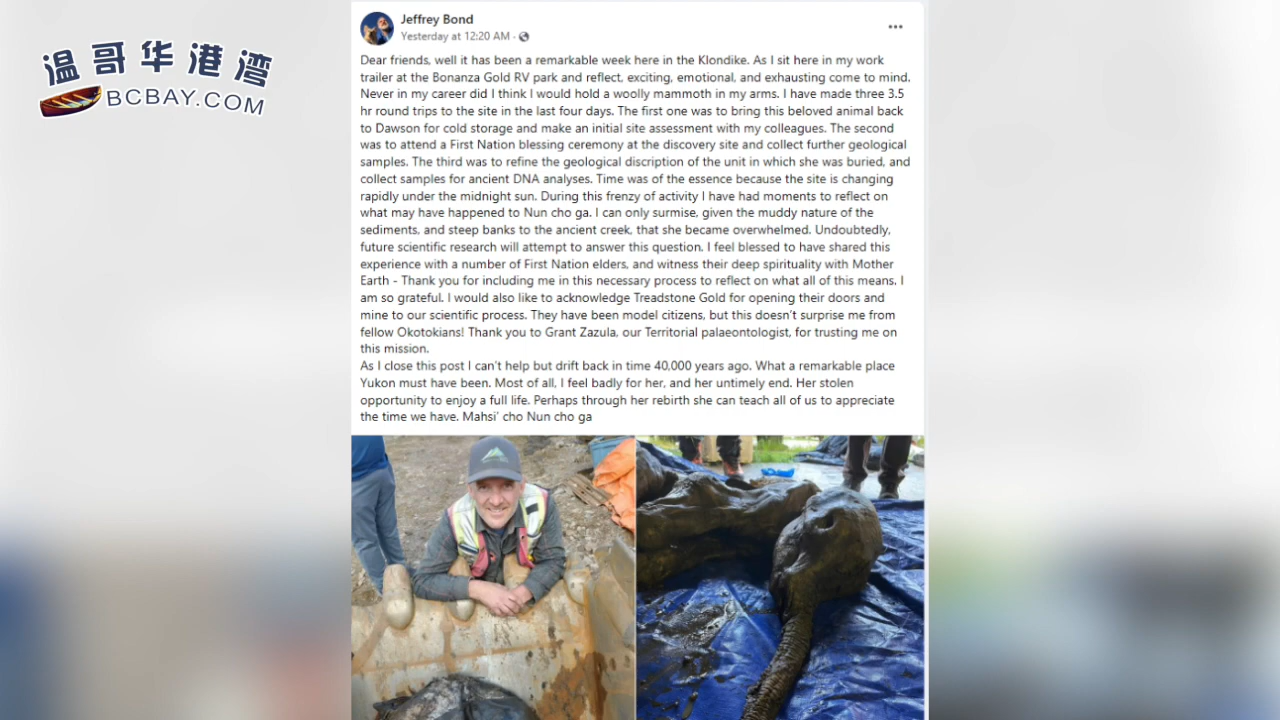 温哥华港湾
BCBAY.COM
Jeffrey Bond
Yesterday at 12:20 AM ·
Dear friends, well it has been a remarkable week here in the Klondike. As I sit here in my work
trailer at the Bonanza Gold RV park and reflect, exciting, emotional, and exhausting come to mind.
Never in my career did I think I would hold a woolly mammoth in my arms. I have made three 3.5
hr round trips to the site in the last four days. The first one was to bring this beloved animal back
to Dawson for cold storage and make an initial site assessment with my colleagues. The second
was to attend a First Nation blessing ceremony at the discovery site and collect further geological
samples. The third was to refine the geological discription of the unit in which she was buried, and
collect samples for ancient DNA analyses. Time was of the essence because the site is changing
rapidly under the midnight sun. During this frenzy of activity I have had moments to reflect on
what may have happened to Nun cho ga. I can only surmise, given the muddy nature of the
sediments, and steep banks to the ancient creek, that she became overwhelmed. Undoubtedly,
future scientific research will attempt to answer this question. I feel blessed to have shared this
experience with a number of First Nation elders, and witness their deep spirituality with Mother
Earth - Thank you for including me in this necessary process to reflect on what all of this means. I
am so grateful. I would also like to acknowledge Treadstone Gold for opening their doors and
mine to our scientific process. They have been model citizens, but this doesn't surprise me from
fellow Okotokians! Thank you to Grant Zazula, our Territorial palaeontologist, for trusting me on
this mission.
As I close this post I can't help but drift back in time 40,000 years ago. What a remarkable place
Yukon must have been. Most of all, I feel badly for her, and her untimely end. Her stolen
opportunity to enjoy a full life. Perhaps through her rebirth she can teach all of us to appreciate
the time we have. Mahsi' cho Nun cho ga